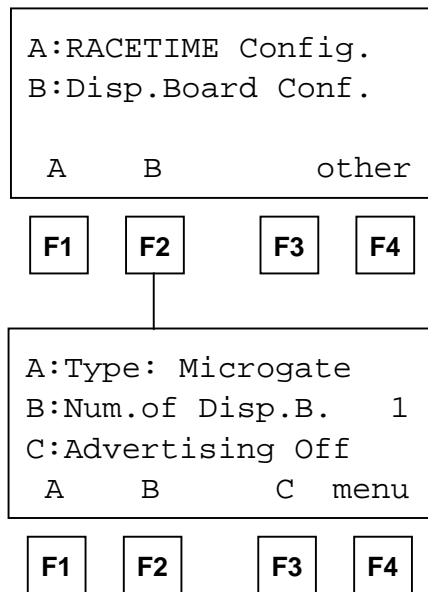 A:RACETIME Config.
B:Disp.Board Conf.
A B other
F1 F2 F3 F4
A:Type: Microgate
B:Num.of Disp.B. 1
C:Advertising Off
A B C menu
F1 F2 F3 F4